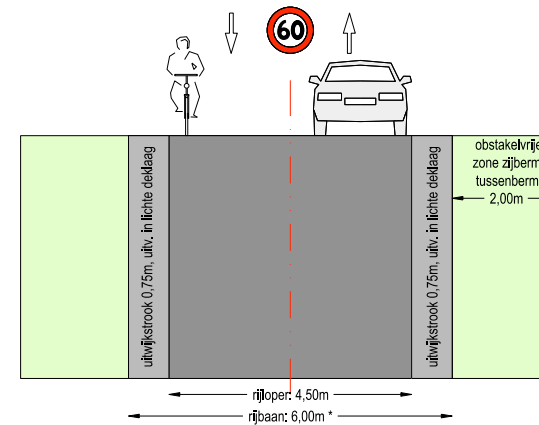 60
uitwijkstrook 0,75m, uitv. in lichte deklaag
uitwijkstrook 0,75m, uitv. in lichte deklaag
obstakelvrije
zone zijberm
tussenberm
2,00m
rijloper: 4,50m
rijbaan: 6,00m *